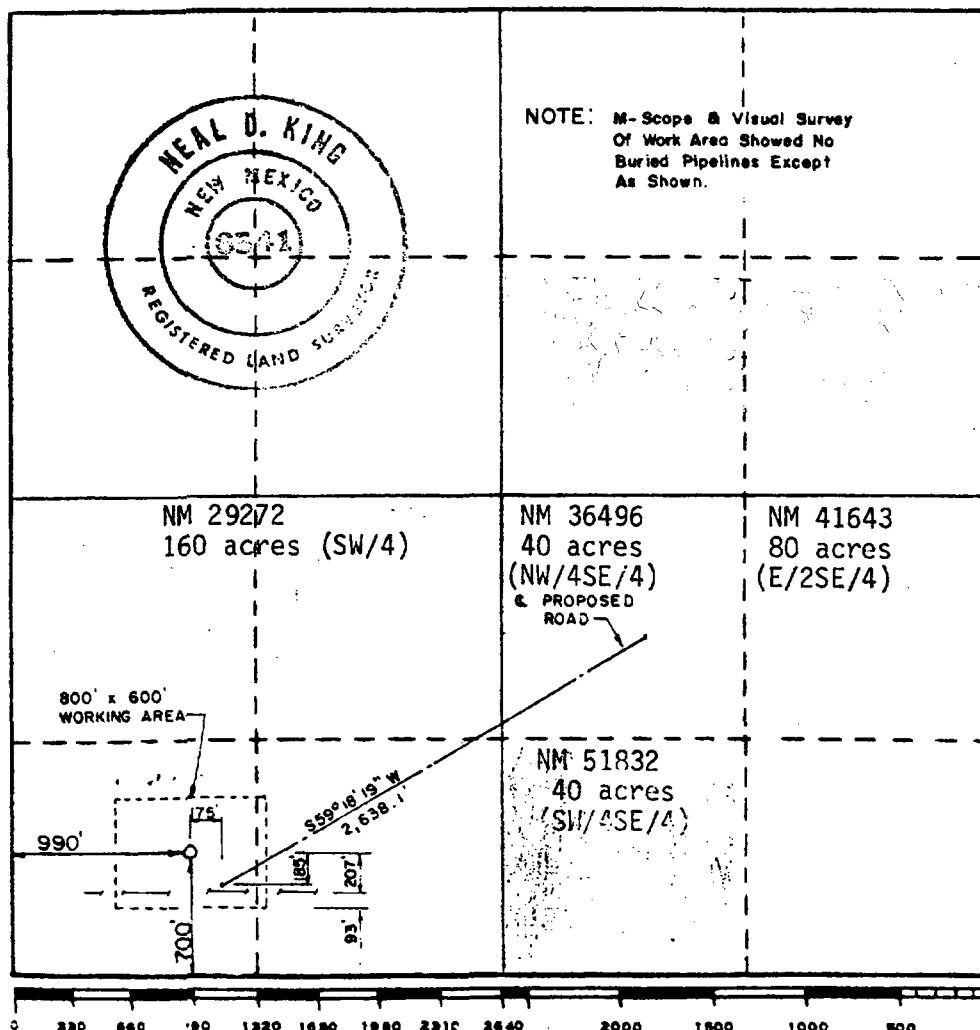 NEAL D. KING
NEW MEXICO
REGISTERED LAND SURVEYOR
NOTE: M-Scope & Visual Survey
Of Work Area Showed No
Buried Pipelines Except
As Shown.
NM 29272
160 acres (SW/4)
NM 36496
40 acres
(NW/4SE/4)
NM 41643
80 acres
(E/2SE/4)
℄ PROPOSED
ROAD
800' x 600'
WORKING AREA
NM 51832
40 acres
(SW/4SE/4)
S59°18'19" W
2,638.1'
175'
990'
185'
207'
93'
700'
0 330 660 990 1320 1650 1980 2310 2640 2000 1500 1000 500